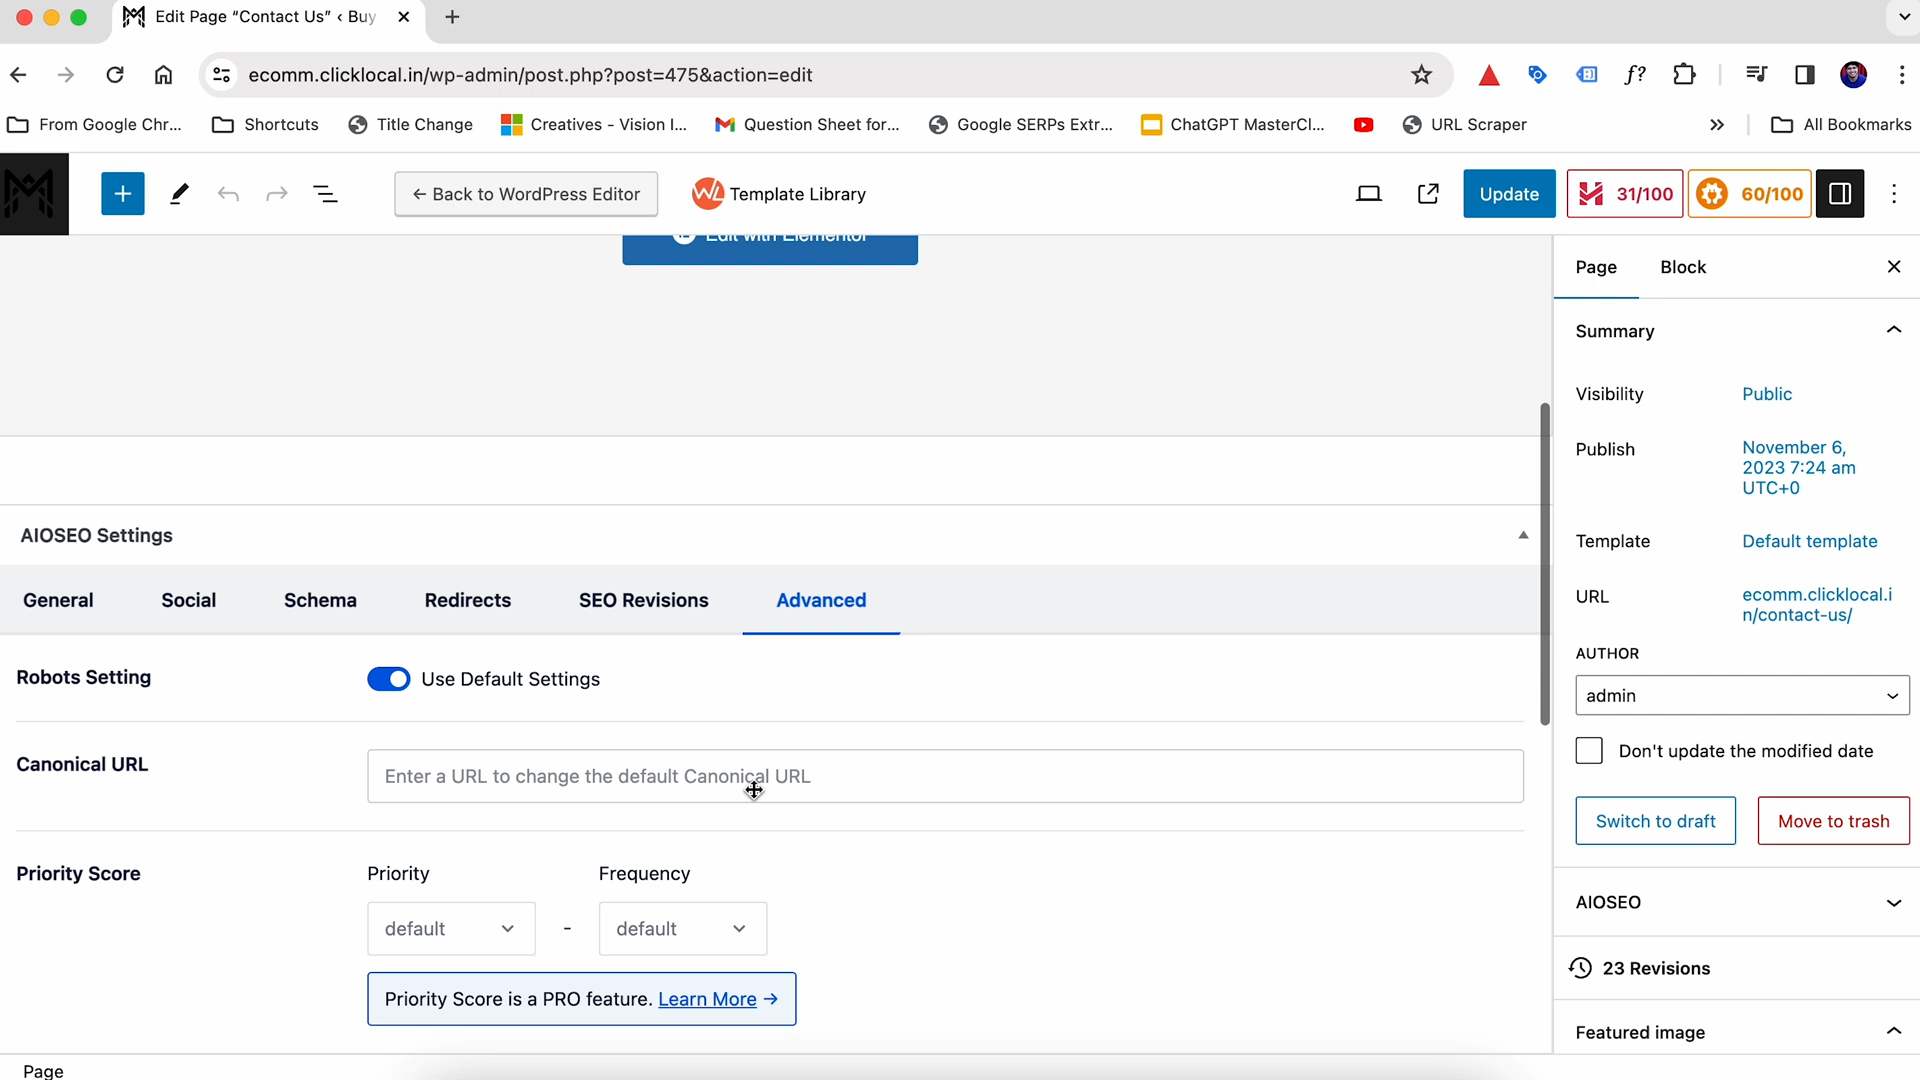 Edit Page “Contact Us” ‹ Buy
ecomm.clicklocal.in/wp-admin/post.php?post=475&action=edit
f?
From Google Chr...
Shortcuts
Title Change
Creatives - Vision I...
Question Sheet for...
Google SERPs Extr...
ChatGPT MasterCl...
URL Scraper
All Bookmarks
← Back to WordPress Editor
Template Library
Update
31/100
60/100
Edit with Elementor
Page
Block
Summary
Visibility
Public
Publish
November 6,
2023 7:24 am
UTC+0
Template
Default template
URL
ecomm.clicklocal.i
n/contact-us/
AUTHOR
admin
Don't update the modified date
Switch to draft
Move to trash
AIOSEO
23 Revisions
Featured image
AIOSEO Settings
General
Social
Schema
Redirects
SEO Revisions
Advanced
Robots Setting
Use Default Settings
Canonical URL
Enter a URL to change the default Canonical URL
Priority Score
Priority
Frequency
default
-
default
Priority Score is a PRO feature. Learn More →
Page